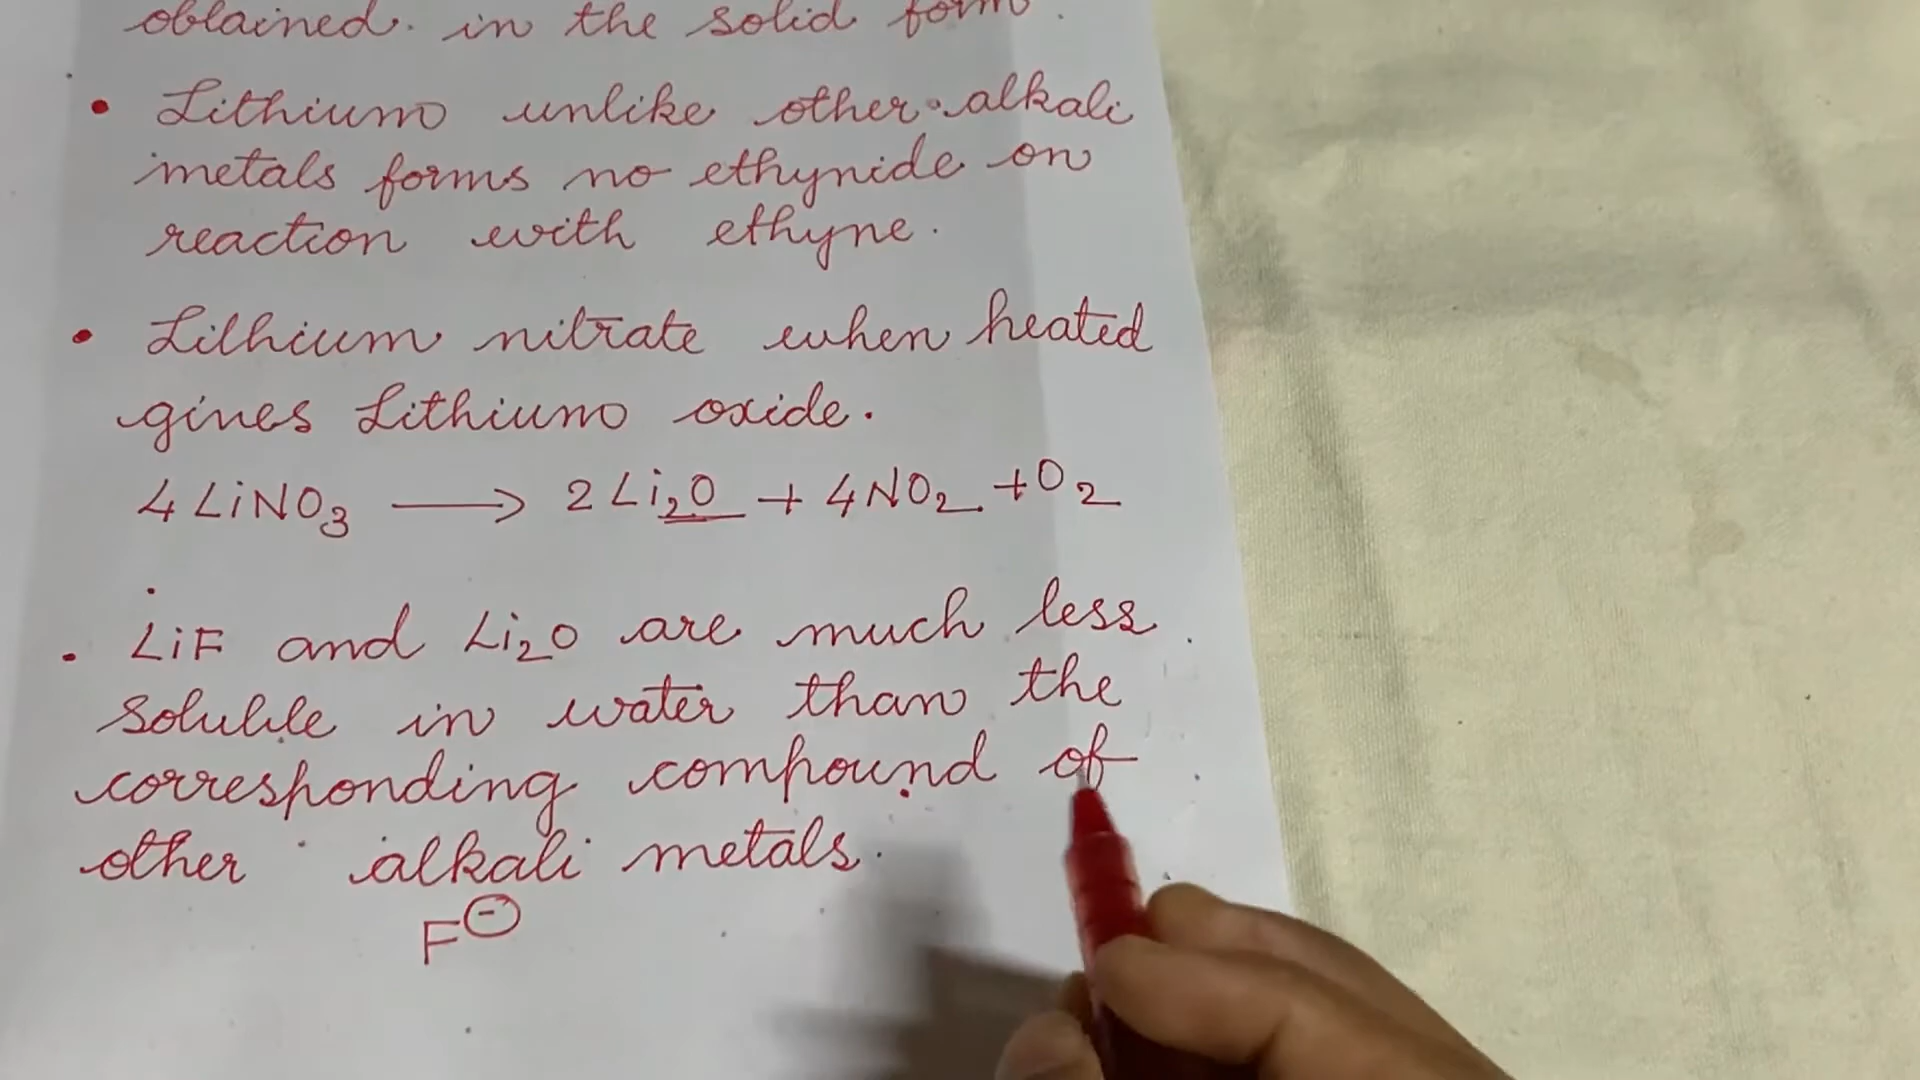 obtained. in the solid form.
• Lithium unlike other alkali
metals forms no ethynide on
reaction with ethyne.
• Lithium nitrate when heated
gives Lithium oxide.
4LiNO₃ ⟶ 2Li₂O + 4NO₂ + O₂
. LiF and Li₂O are much less
soluble in water than the
corresponding compound of
other alkali metals.
F⊖